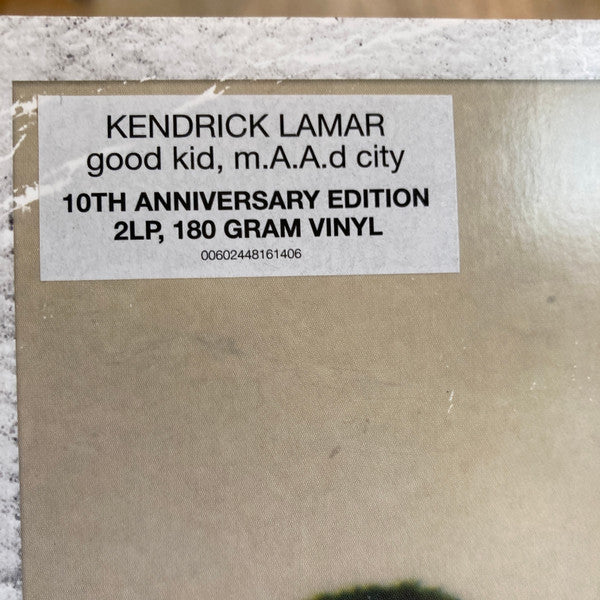 KENDRICK LAMAR
good kid, m.A.A.d city
10TH ANNIVERSARY EDITION
2LP, 180 GRAM VINYL
00602448161406